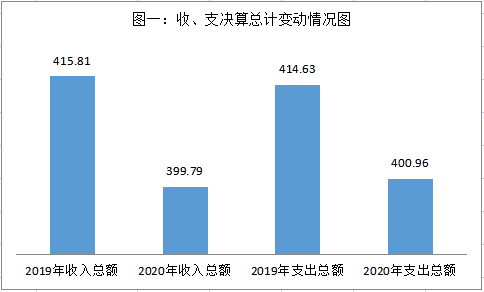 图一：收、支决算总计变动情况图
415.81
399.79
414.63
400.96
2019年收入总额
2020年收入总额
2019年支出总额
2020年支出总额